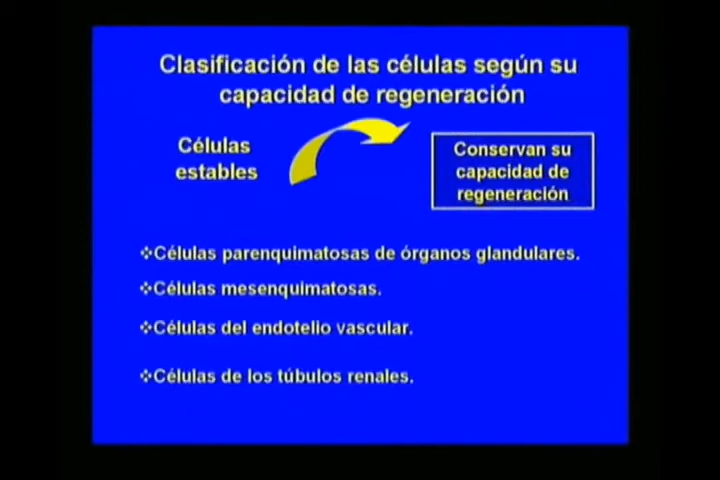 Clasificación de las células según su
capacidad de regeneración
Células
estables
Conservan su
capacidad de
regeneración
❖Células parenquimatosas de órganos glandulares.
❖Células mesenquimatosas.
❖Células del endotelio vascular.
❖Células de los túbulos renales.